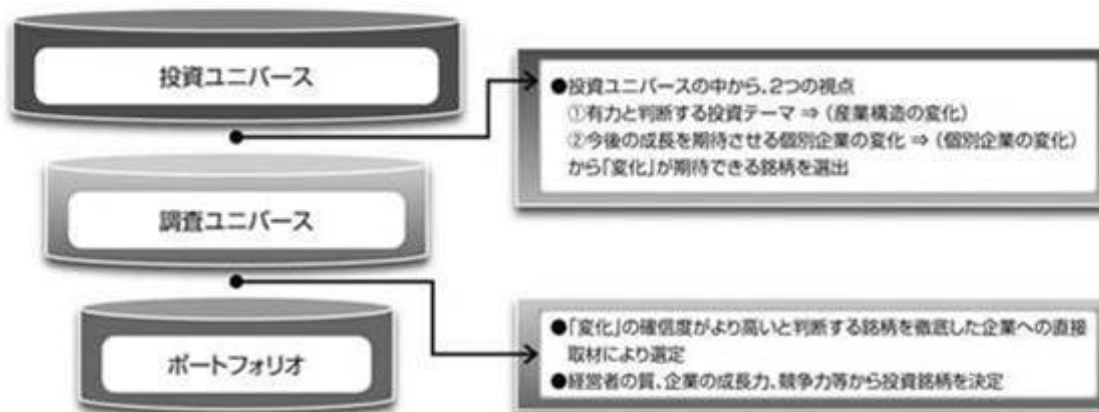 投資ユニバース
●投資ユニバースの中から、2つの視点
①有力と判断する投資テーマ ⇒（産業構造の変化）
②今後の成長を期待させる個別企業の変化 ⇒（個別企業の変化）
から「変化」が期待できる銘柄を選出
調査ユニバース
●「変化」の確信度がより高いと判断する銘柄を徹底した企業への直接
取材により選定
●経営者の質、企業の成長力、競争力等から投資銘柄を決定
ポートフォリオ